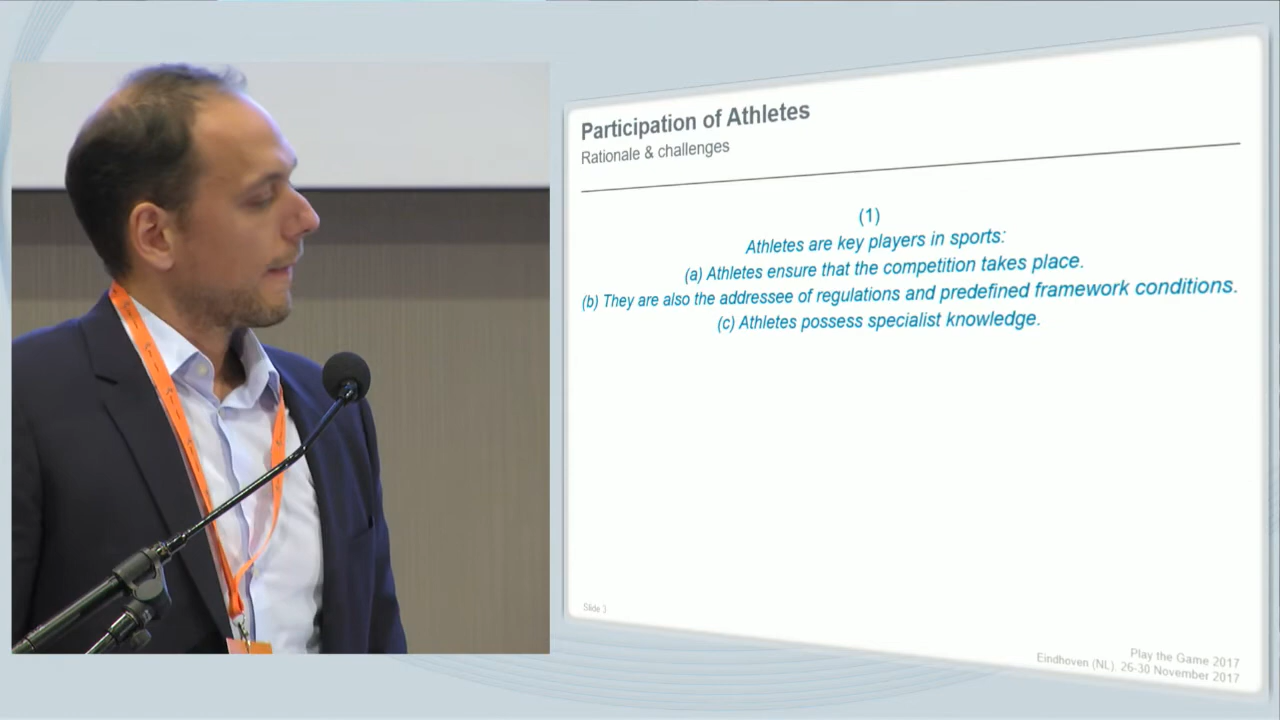 Participation of Athletes
Rationale & challenges
(1)
Athletes are key players in sports:
(a) Athletes ensure that the competition takes place.
(b) They are also the addressee of regulations and predefined framework conditions.
(c) Athletes possess specialist knowledge.
Slide 3
Play the Game 2017
Eindhoven (NL). 26-30 November 2017